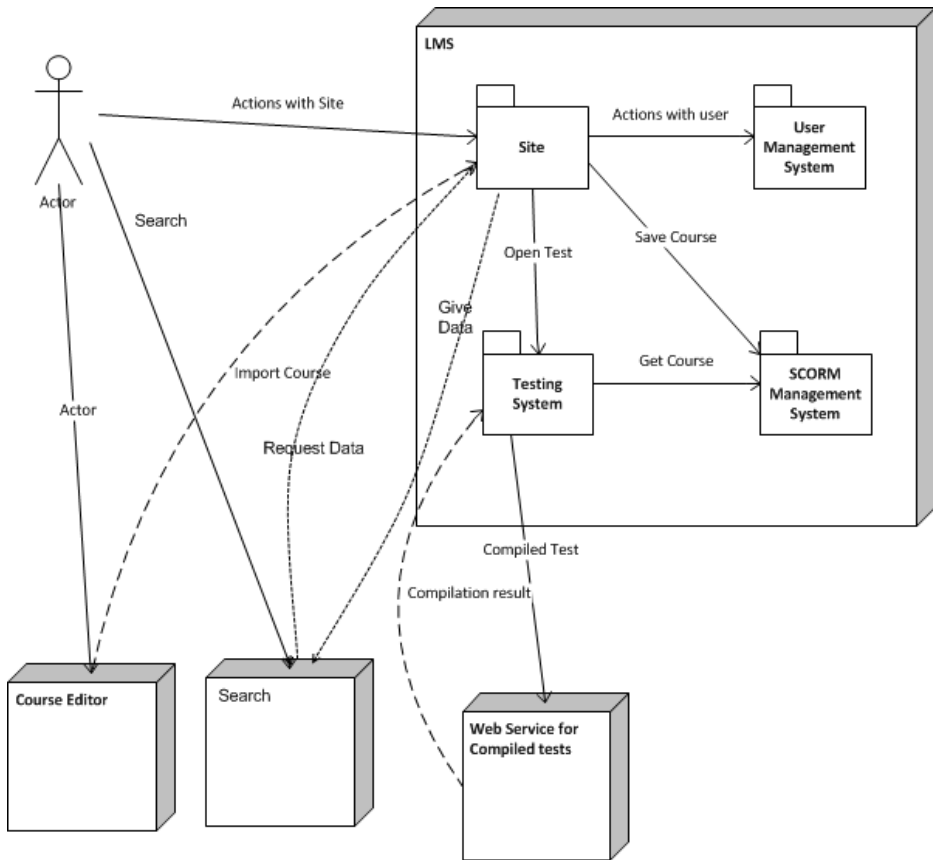 LMS
Actions with Site
Site
Actions with user
User
Management
System
Actor
Search
Open Test
Save Course
Give
Data
Import Course
Testing
System
Get Course
SCORM
Management
System
Actor
Request Data
Compiled Test
Compilation result
Course Editor
Search
Web Service for
Compiled tests